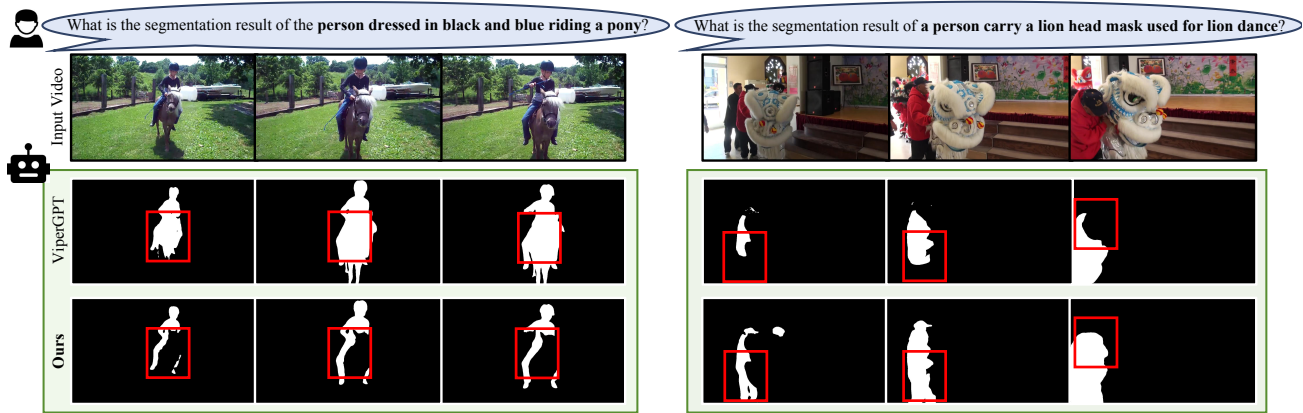 What is the segmentation result of the person dressed in black and blue riding a pony?
What is the segmentation result of a person carry a lion head mask used for lion dance?
Input Video
ViperGPT
Ours